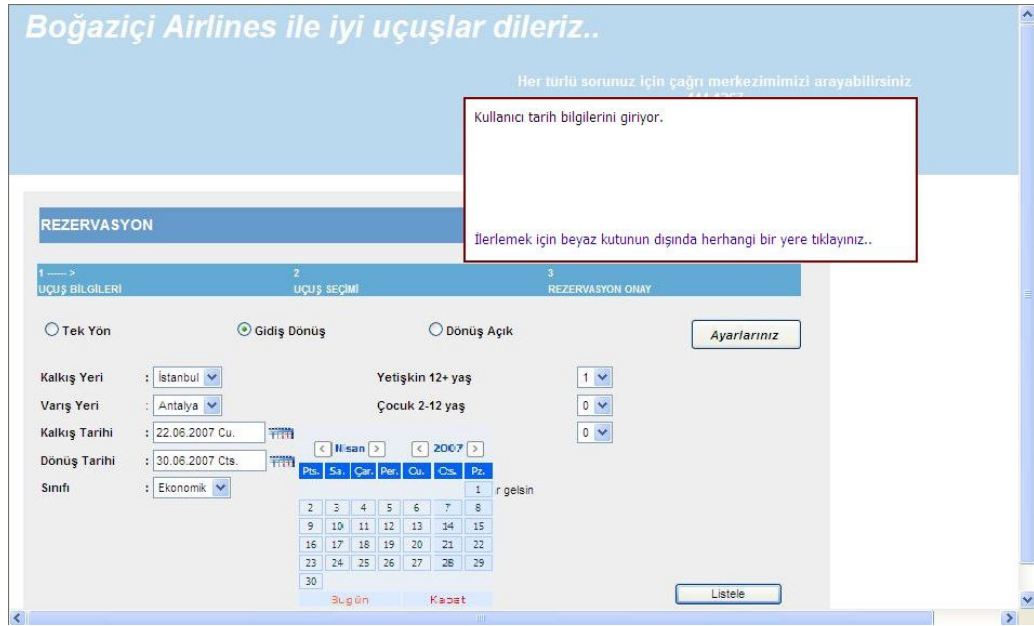 Boğaziçi Airlines ile iyi uçuşlar dileriz..
Her türlü sorunuz için çağrı merkezimimizi arayabilirsiniz
Kullanıcı tarih bilgilerini giriyor.
İlerlemek için beyaz kutunun dışında herhangi bir yere tıklayınız..
REZERVASYON
1 ------ > 2 3
UÇUŞ BİLGİLERİ UÇUŞ SEÇİMİ REZERVASYON ONAY
Tek Yön Gidiş Dönüş Dönüş Açık Ayarlarınız
Kalkış Yeri : İstanbul Yetişkin 12+ yaş 1
Varış Yeri : Antalya Çocuk 2-12 yaş 0
Kalkış Tarihi : 22.06.2007 Cu. 0
< Nisan > < 2007 >
Dönüş Tarihi : 30.06.2007 Cts.
Pts. Sa. Çar. Per. Cu. Cts. Pz.
Sınıfı : Ekonomik 1 r gelsin
2 3 4 5 6 7 8
9 10 11 12 13 14 15
16 17 18 19 20 21 22
23 24 25 26 27 28 29
30
Bugün Kapat
Listele